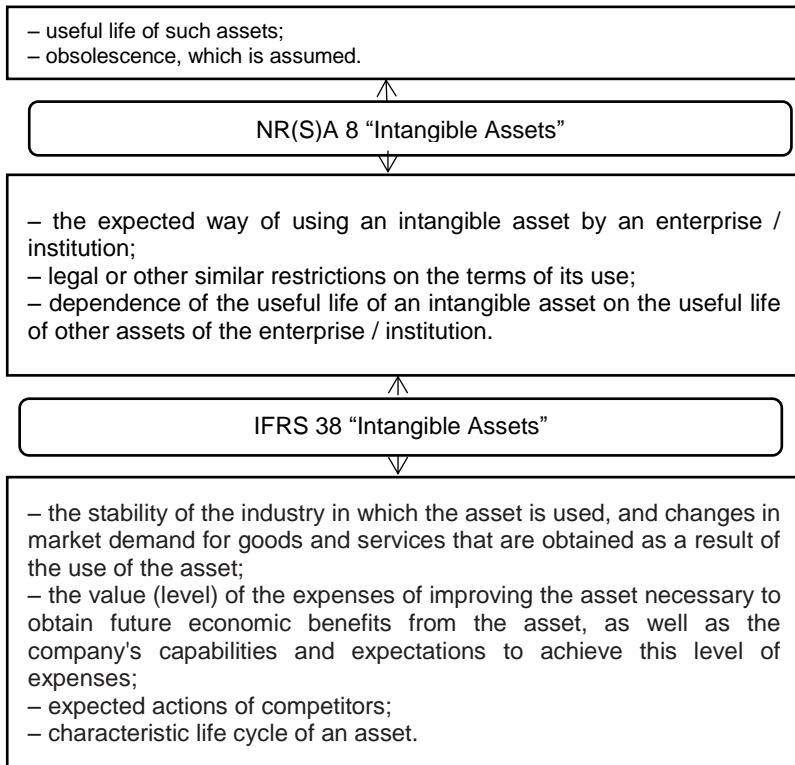 – useful life of such assets;
– obsolescence, which is assumed.
NR(S)A 8 “Intangible Assets”
– the expected way of using an intangible asset by an enterprise /
institution;
– legal or other similar restrictions on the terms of its use;
– dependence of the useful life of an intangible asset on the useful life
of other assets of the enterprise / institution.
IFRS 38 “Intangible Assets”
– the stability of the industry in which the asset is used, and changes in
market demand for goods and services that are obtained as a result of
the use of the asset;
– the value (level) of the expenses of improving the asset necessary to
obtain future economic benefits from the asset, as well as the
company's capabilities and expectations to achieve this level of
expenses;
– expected actions of competitors;
– characteristic life cycle of an asset.